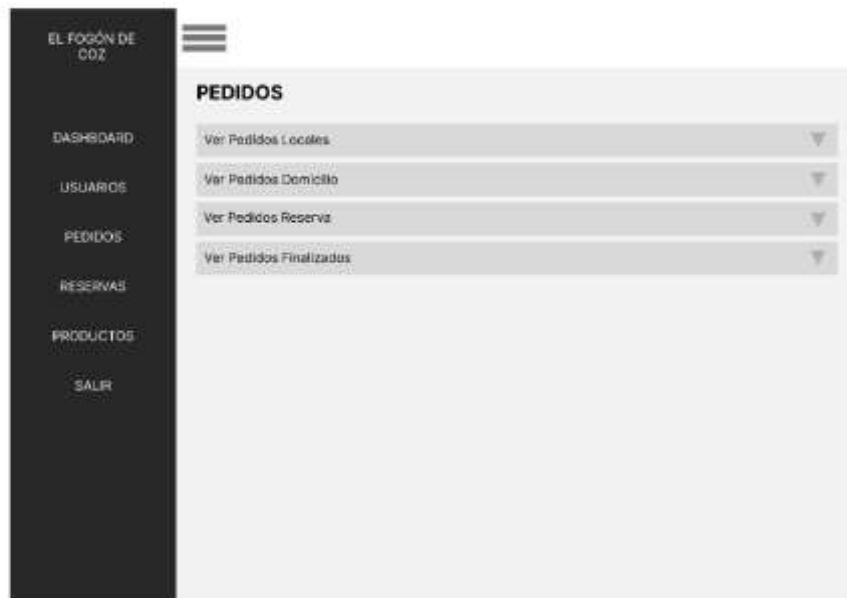 EL FOGÓN DE
COZ
DASHBOARD
USUARIOS
PEDIDOS
RESERVAS
PRODUCTOS
SALIR
PEDIDOS
Ver Pedidos Locales
Ver Pedidos Domicilio
Ver Pedidos Reserva
Ver Pedidos Finalizados